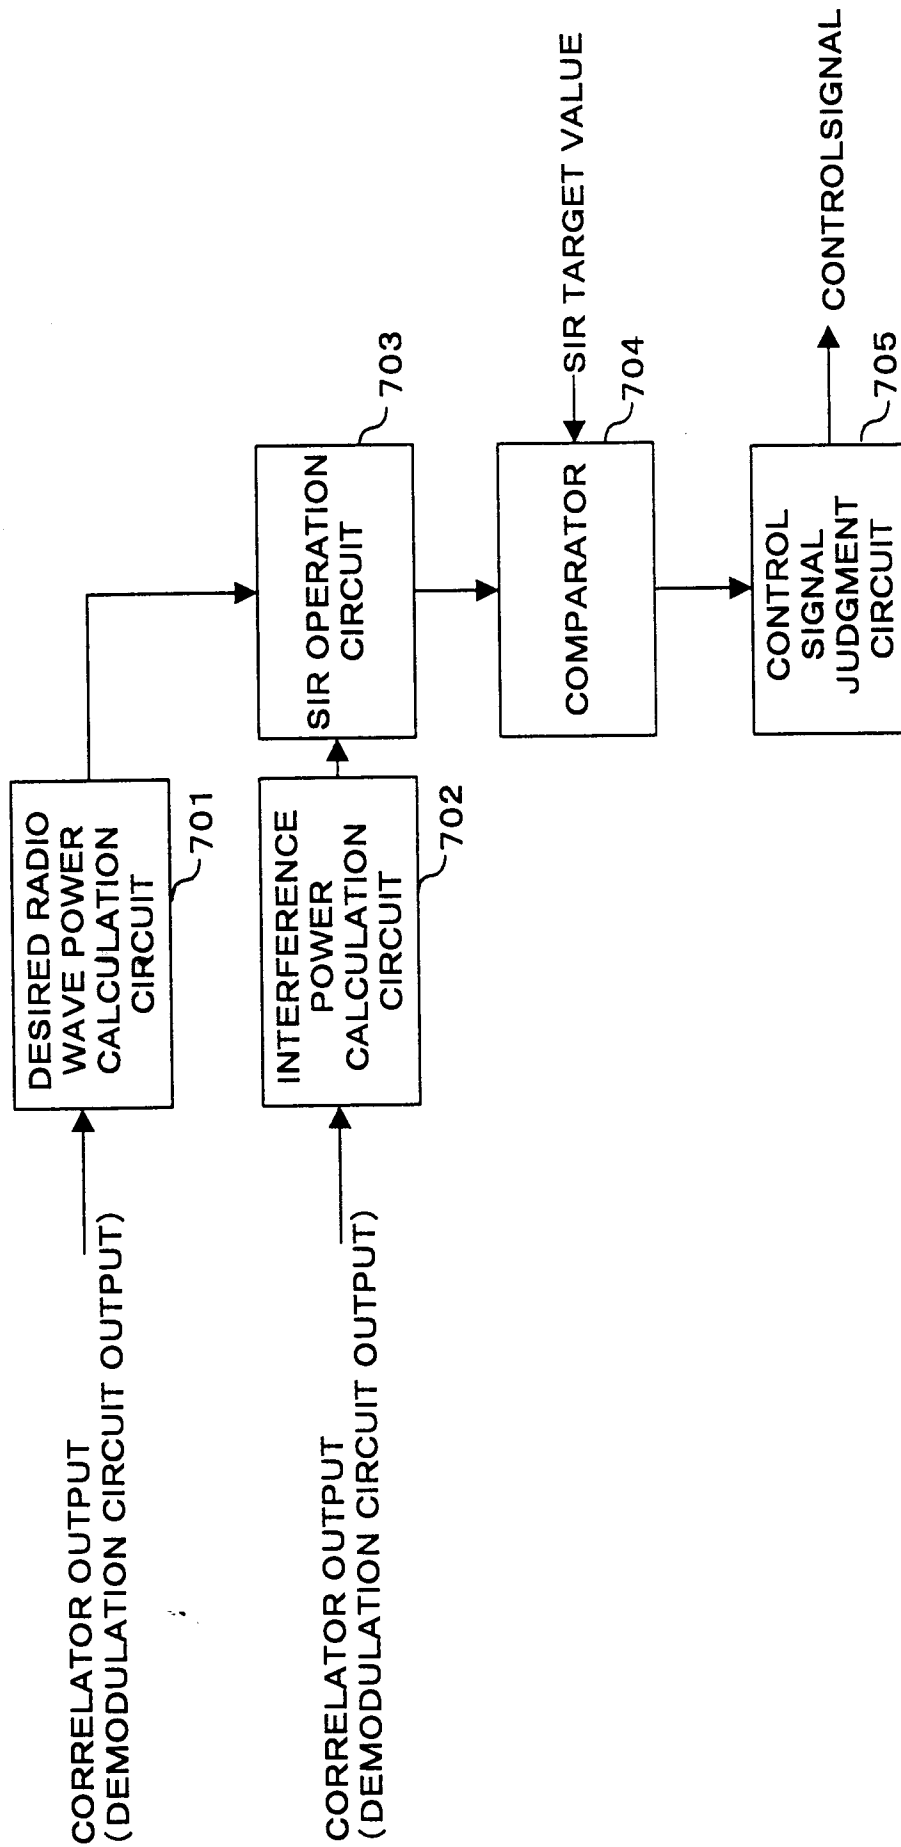 CORRELATOR OUTPUT
(DEMODULATION CIRCUIT OUTPUT)
DESIRED RADIO
WAVE POWER
CALCULATION
CIRCUIT
701
CORRELATOR OUTPUT
(DEMODULATION CIRCUIT OUTPUT)
INTERFERENCE
POWER
CALCULATION
CIRCUIT
702
SIR OPERATION
CIRCUIT
703
COMPARATOR
SIR TARGET VALUE
704
CONTROL
SIGNAL
JUDGMENT
CIRCUIT
705
CONTROLSIGNAL